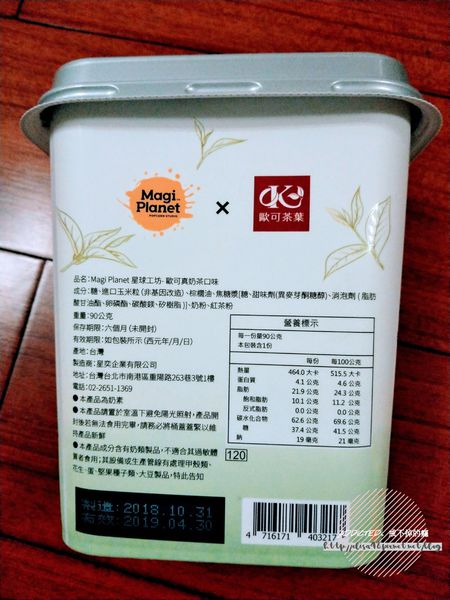 Magi
Planet
POPCORN STUDIO
×
OK
歐可茶葉
品名:Magi Planet 星球工坊-歐可真奶茶口味
成分:糖、進口玉米粒(非基因改造)、棕櫚油、焦糖漿[糖、甜味劑(異麥芽酮糖醇)、消泡劑{脂肪
酸甘油酯、卵磷酯、碳酸鎂、矽樹脂}]、奶粉、紅茶粉
重量:90公克
保存期限:六個月(未開封)
有效期限:如包裝所示(西元年/月/日)
產地:台灣
製造商:星奕企業有限公司
地址:台灣台北市南港區重陽路263巷3號1樓
電話:02-2651-1369
●本產品為奶素
●本產品請於置室溫下避免陽光照射,產品開
封後若無法食用完畢,請務必將桶蓋蓋緊以維
持產品新鮮
●本產品成分含有奶類製品,不適合其過敏體
質者食用;其設備或生產管線有處理甲殼類、
花生、蛋、堅果種子類、大豆製品,特此告知
營養標示
每一份量90公克
本包裝含1份
每份 每100公克
熱量 464.0 大卡 515.5 大卡
蛋白質 4.1 公克 4.6 公克
脂肪 21.9 公克 24.3 公克
飽和脂肪 10.1 公克 11.2 公克
反式脂肪 0.0 公克 0.0 公克
碳水化合物 62.6 公克 69.6 公克
糖 37.4 公克 41.5 公克
鈉 19 毫克 21 毫克
120
製造:2018.10.31
有效:2019.04.30
4 716171 403217